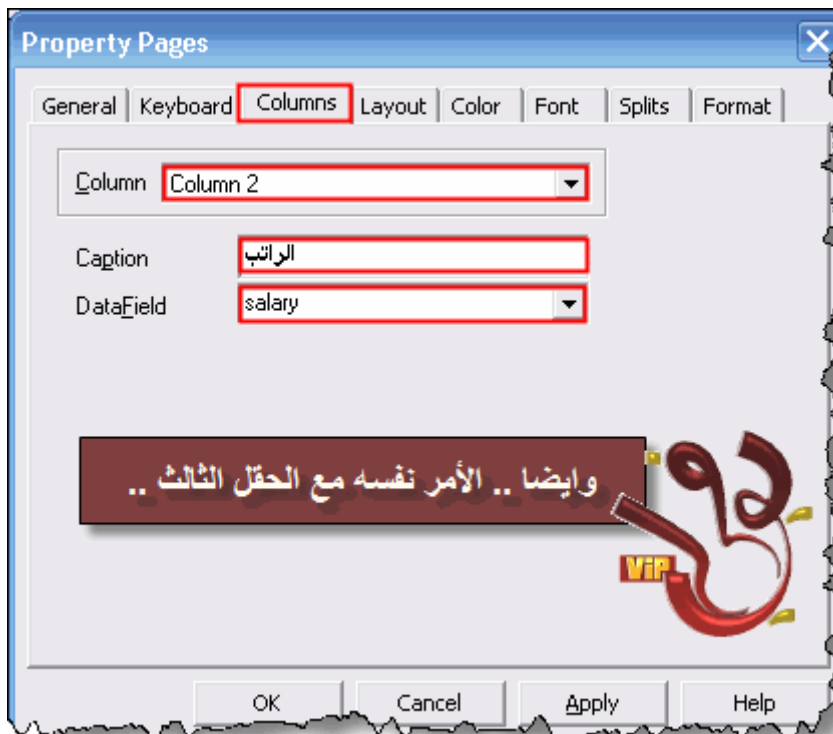 Property Pages
General Keyboard Columns Layout Color Font Splits Format
Column Column 2
Caption الراتب
DataField salary
وايضا .. الأمر نفسه مع الحقل الثالث ..
ViP
OK Cancel Apply Help